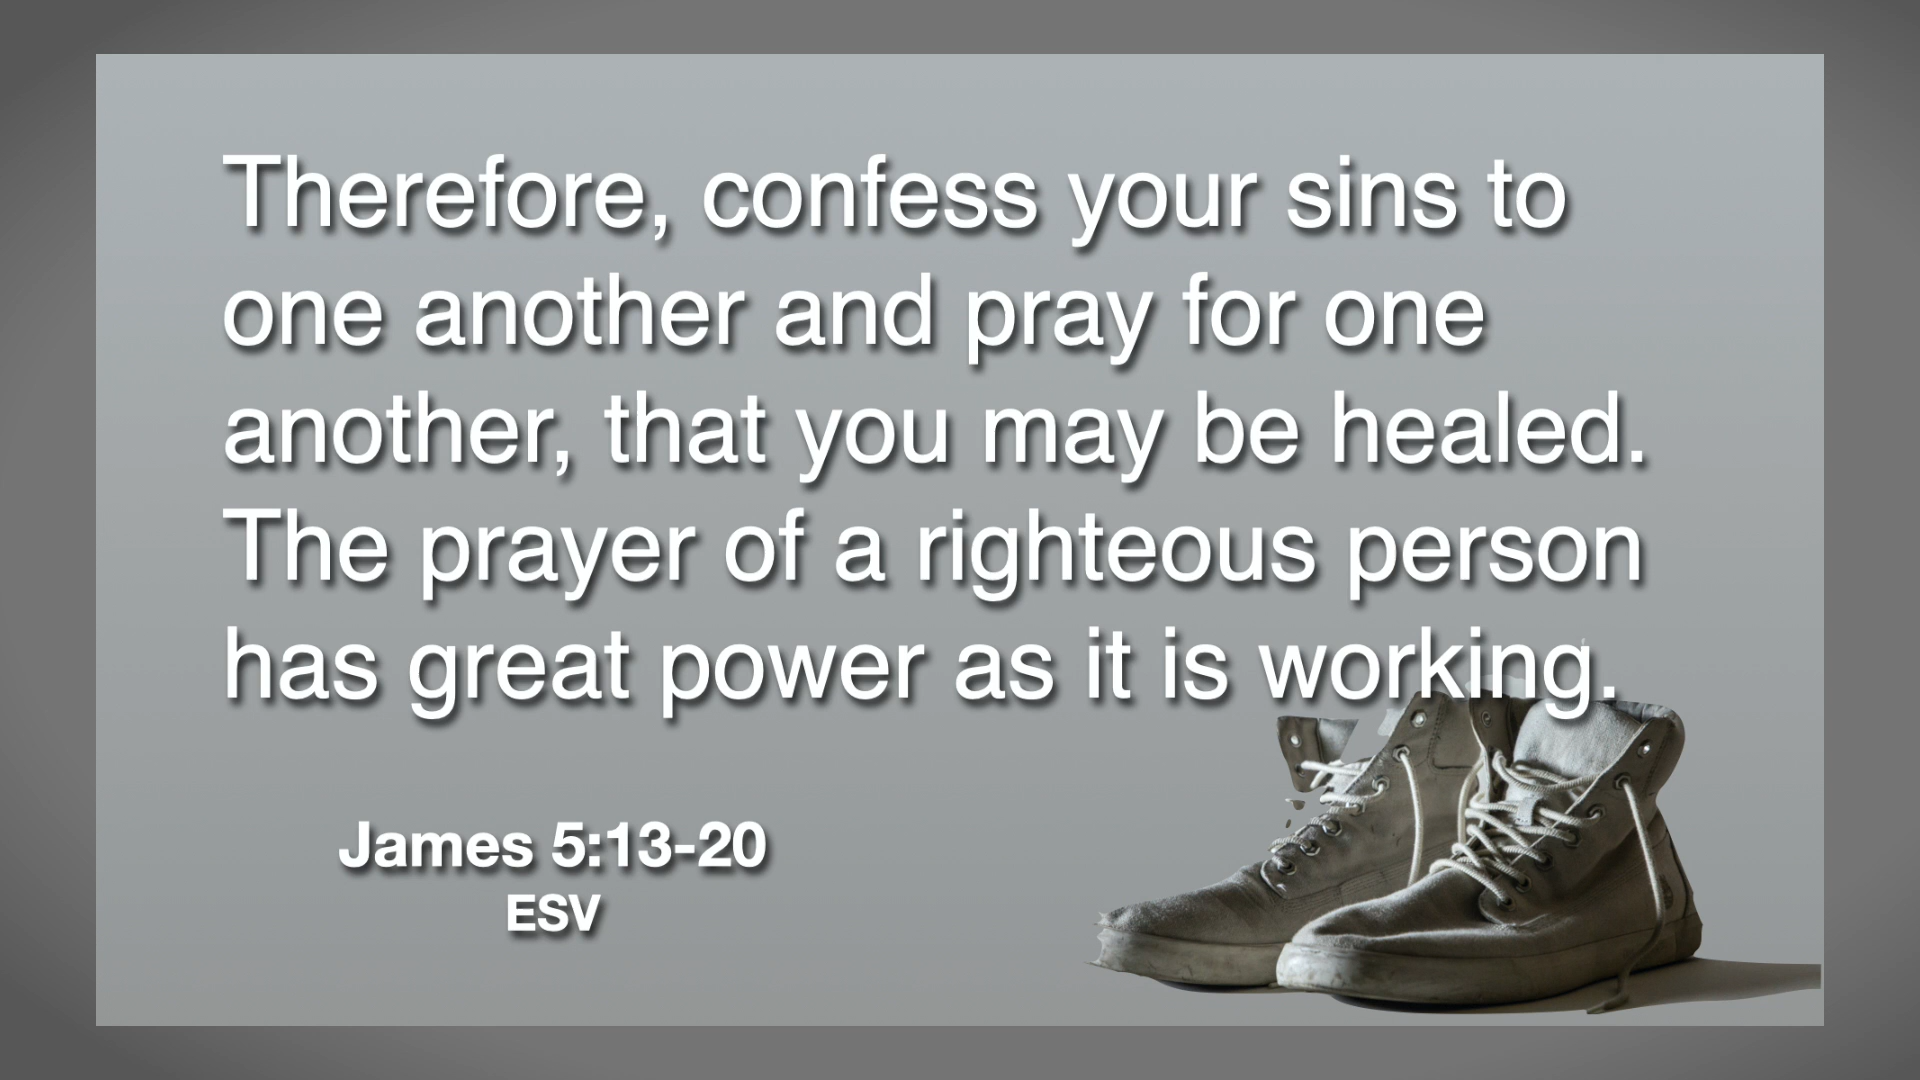 Therefore, confess your sins to
one another and pray for one
another, that you may be healed.
The prayer of a righteous person
has great power as it is working.
James 5:13-20
ESV